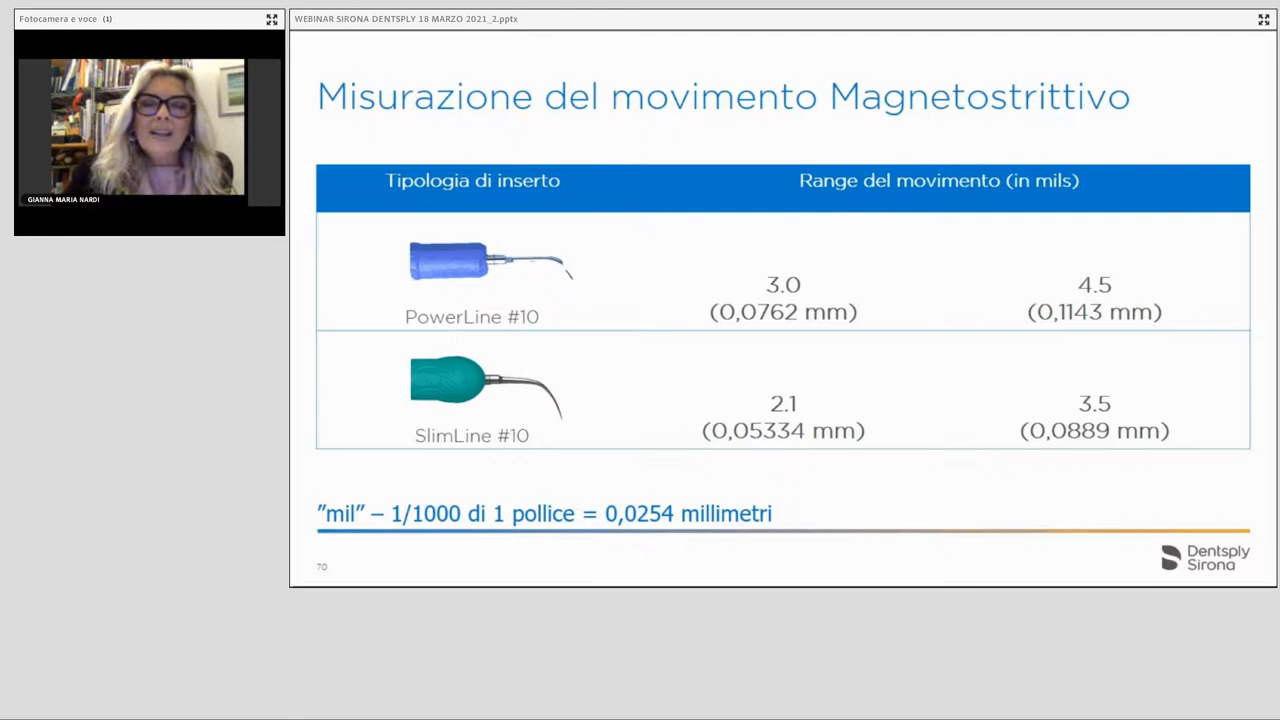 Fotocamera e voce (1)
GIANNA MARIA NARDI
WEBINAR SIRONA DENTSPLY 18 MARZO 2021_2.pptx
Misurazione del movimento Magnetostrittivo
Tipologia di inserto Range del movimento (in mils)
3.0 4.5
PowerLine #10 (0,0762 mm) (0,1143 mm)
2.1 3.5
SlimLine #10 (0,05334 mm) (0,0889 mm)
”mil” – 1/1000 di 1 pollice = 0,0254 millimetri
70
Dentsply
Sirona